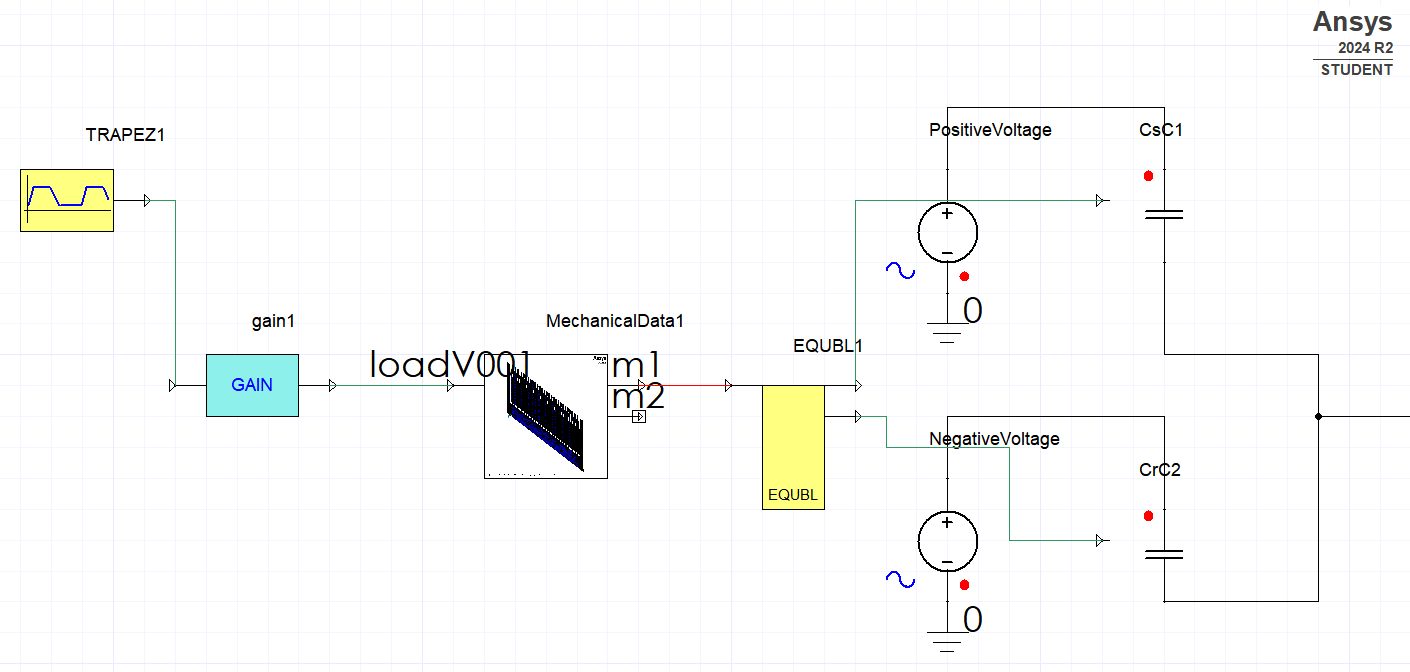 Ansys
2024 R2
STUDENT
TRAPEZ1
PositiveVoltage
CsC1
0
gain1
MechanicalData1
EQUBL1
GAIN
loadV001
m1
m2
NegativeVoltage
CrC2
EQUBL
0